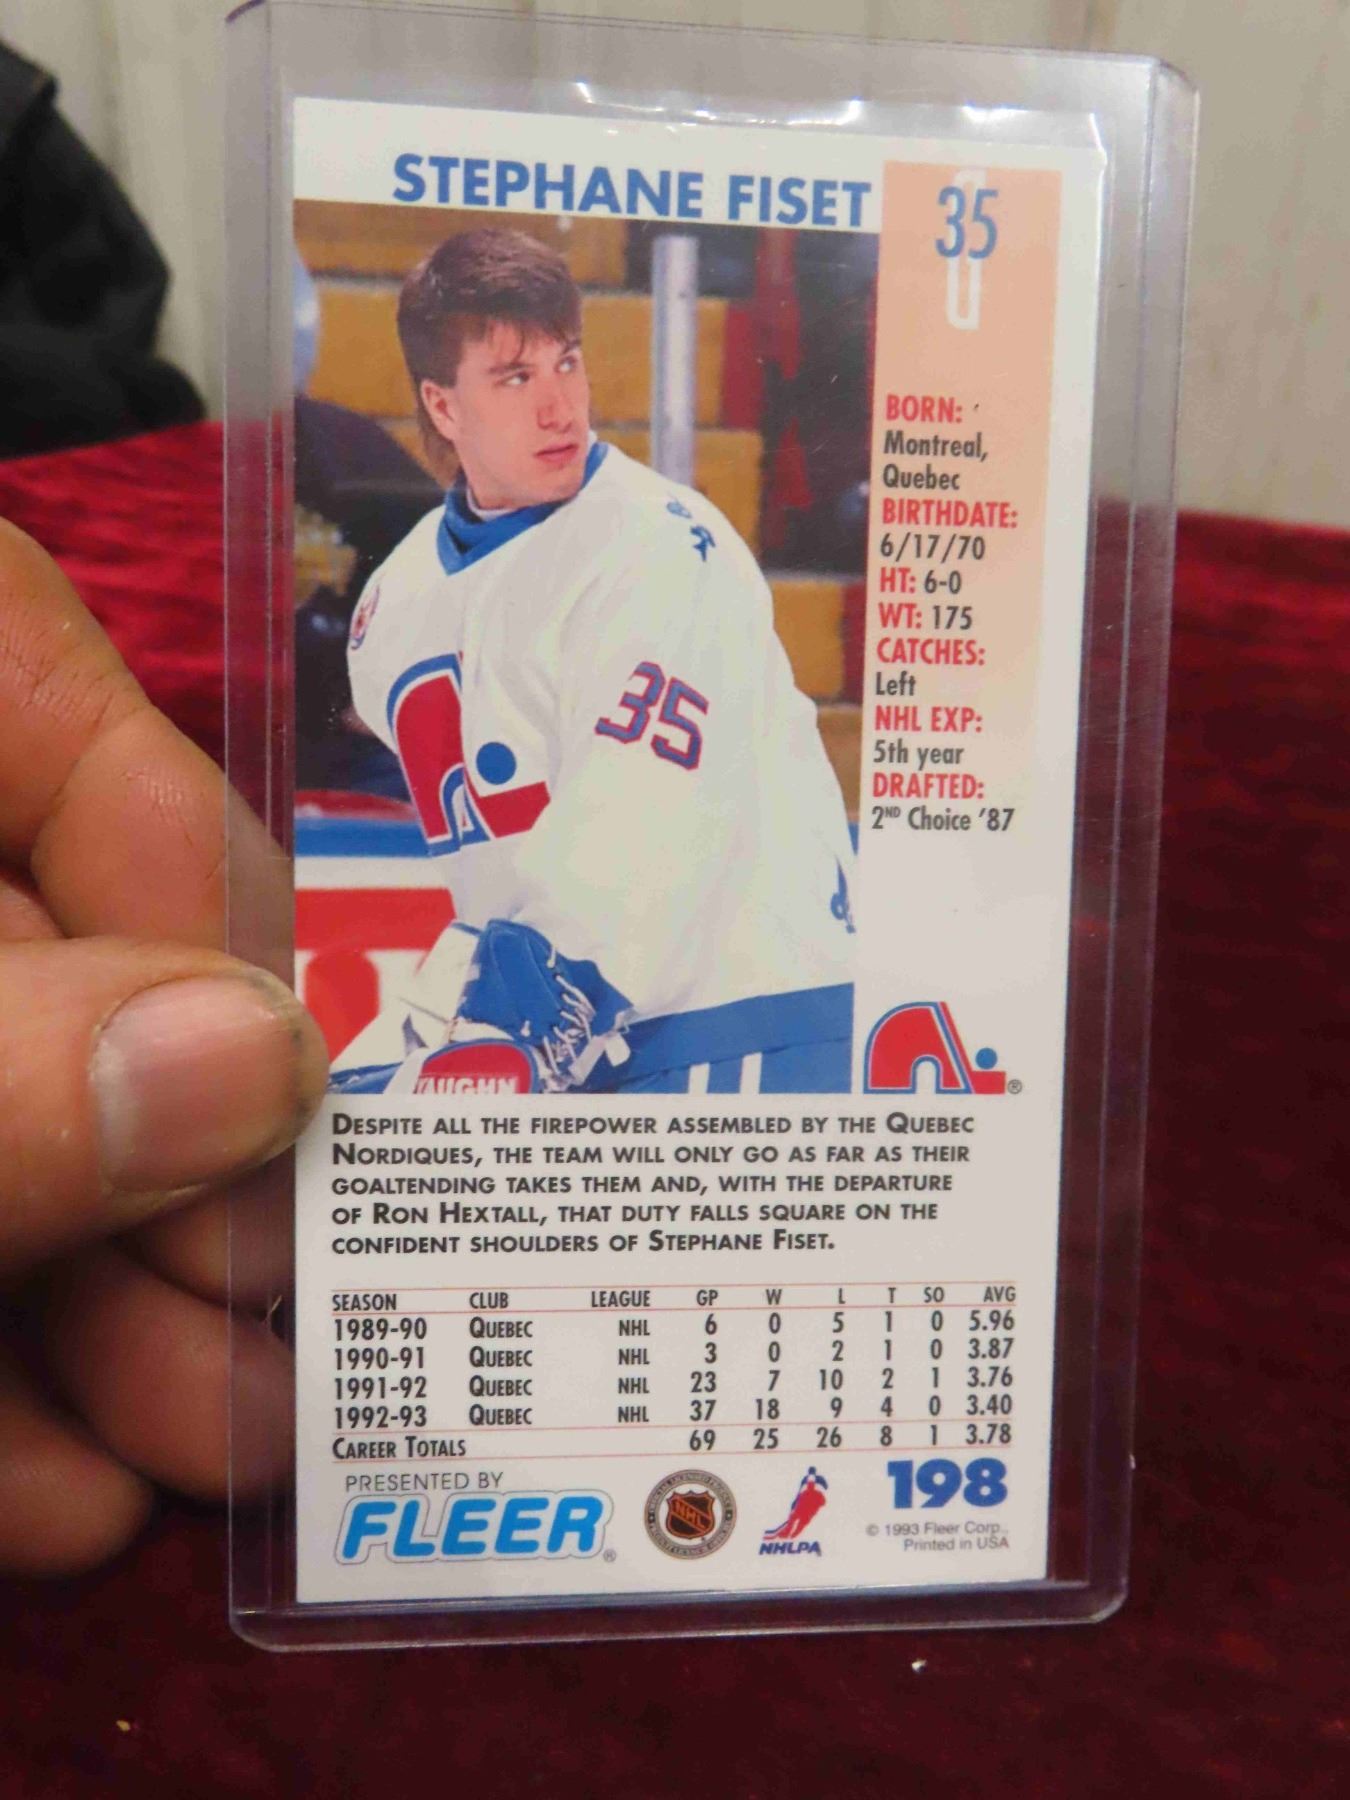 STEPHANE FISET
35
G
BORN:
Montreal,
Quebec
BIRTHDATE:
6/17/70
HT: 6-0
WT: 175
CATCHES:
Left
NHL EXP:
5th year
DRAFTED:
2ND Choice '87
35
VAUGHN
®
DESPITE ALL THE FIREPOWER ASSEMBLED BY THE QUEBEC
NORDIQUES, THE TEAM WILL ONLY GO AS FAR AS THEIR
GOALTENDING TAKES THEM AND, WITH THE DEPARTURE
OF RON HEXTALL, THAT DUTY FALLS SQUARE ON THE
CONFIDENT SHOULDERS OF STEPHANE FISET.
SEASON CLUB LEAGUE GP W L T SO AVG
1989-90 QUEBEC NHL 6 0 5 1 0 5.96
1990-91 QUEBEC NHL 3 0 2 1 0 3.87
1991-92 QUEBEC NHL 23 7 10 2 1 3.76
1992-93 QUEBEC NHL 37 18 9 4 0 3.40
CAREER TOTALS 69 25 26 8 1 3.78
PRESENTED BY
FLEER®
NHL
NHLPA
198
© 1993 Fleer Corp.,
Printed in USA